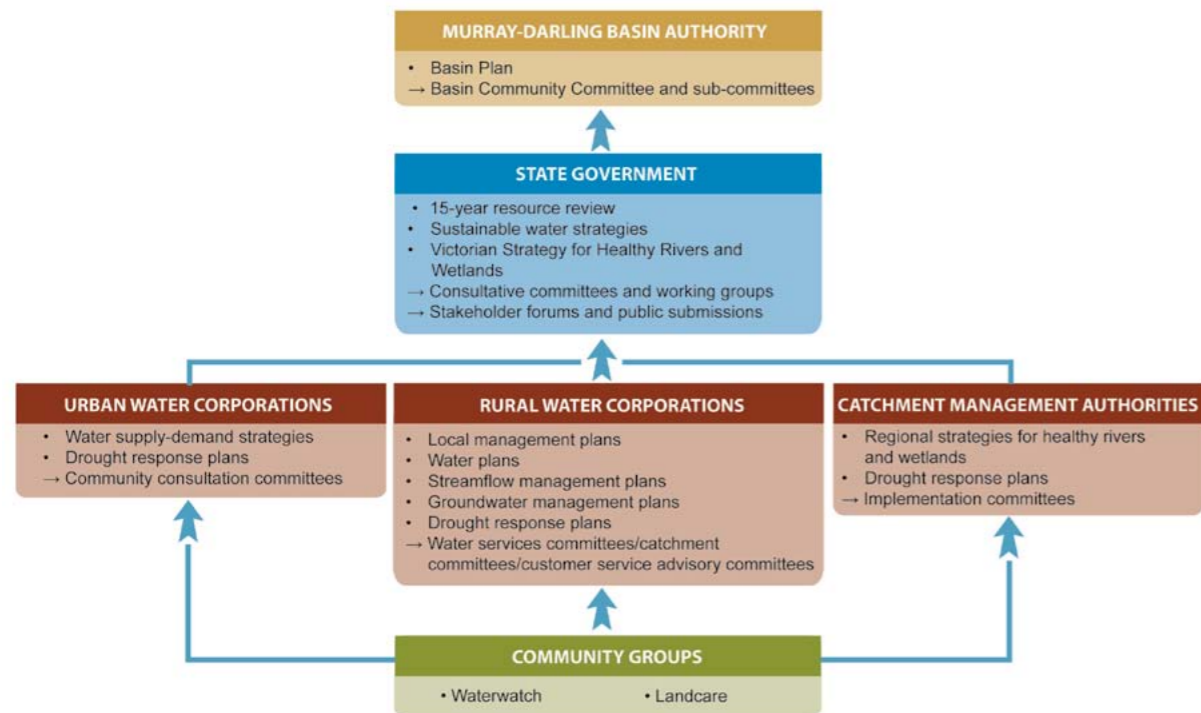 MURRAY-DARLING BASIN AUTHORITY
• Basin Plan
→ Basin Community Committee and sub-committees
STATE GOVERNMENT
• 15-year resource review
• Sustainable water strategies
• Victorian Strategy for Healthy Rivers and
Wetlands
→ Consultative committees and working groups
→ Stakeholder forums and public submissions
URBAN WATER CORPORATIONS
• Water supply-demand strategies
• Drought response plans
→ Community consultation committees
RURAL WATER CORPORATIONS
• Local management plans
• Water plans
• Streamflow management plans
• Groundwater management plans
• Drought response plans
→ Water services committees/catchment
committees/customer service advisory committees
CATCHMENT MANAGEMENT AUTHORITIES
• Regional strategies for healthy rivers
and wetlands
• Drought response plans
→ Implementation committees
COMMUNITY GROUPS
• Waterwatch • Landcare